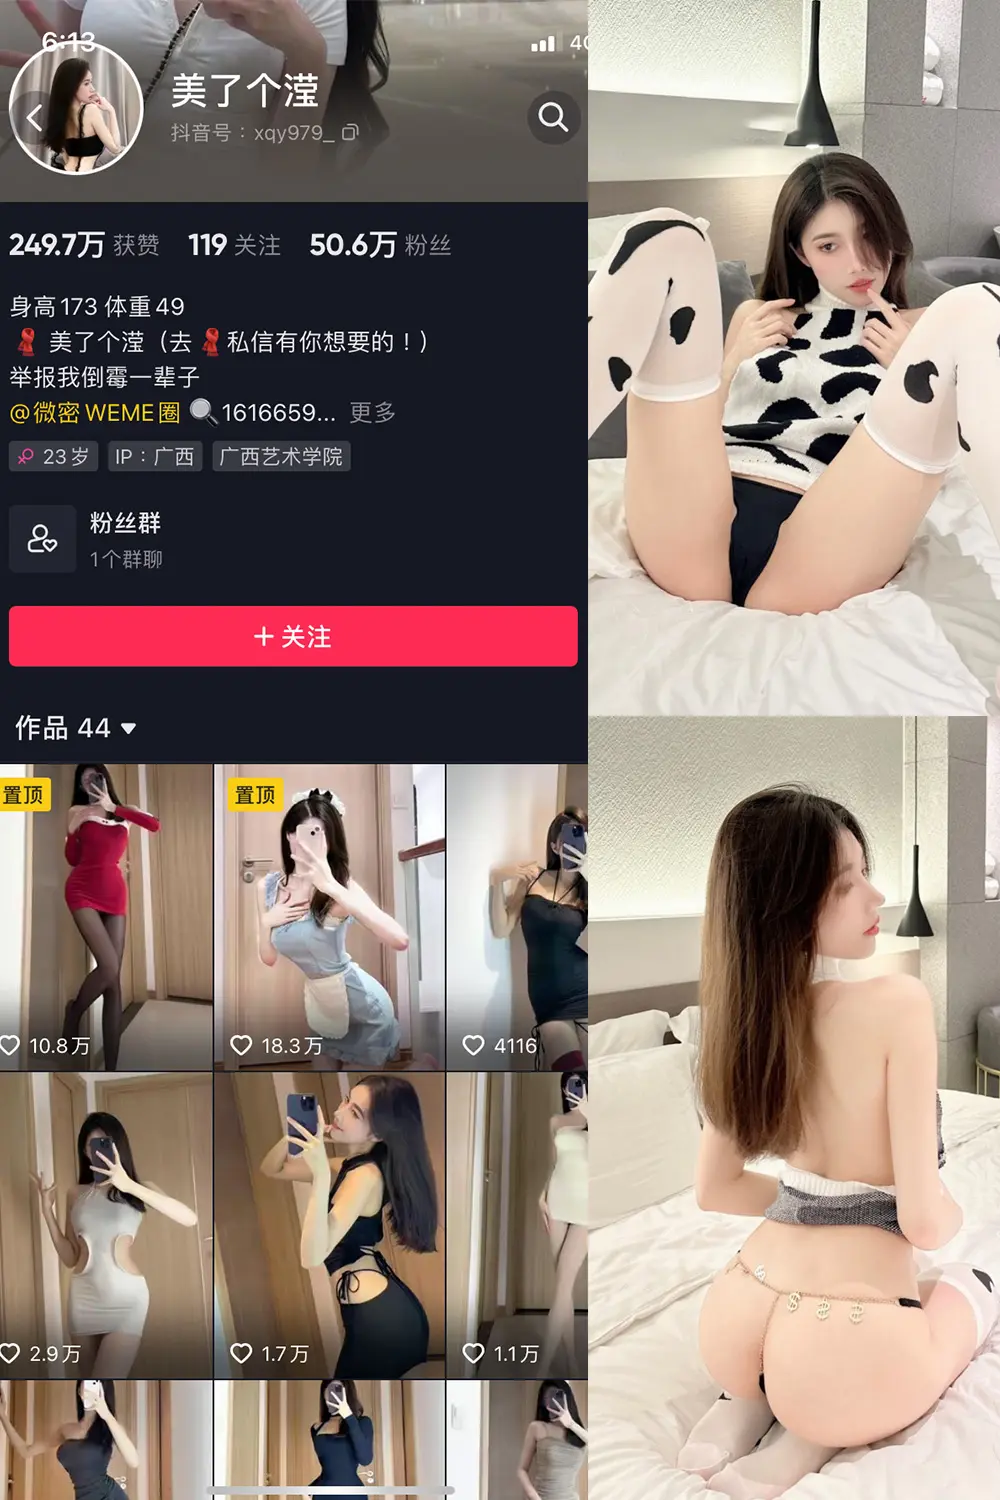 6:13
美了个滢
抖音号：xqy979_
249.7万 获赞 119 关注 50.6万 粉丝
身高173 体重49
美了个滢（去 私信有你想要的！）
举报我倒霉一辈子
@微密 WEME圈 1616659... 更多
23岁 IP：广西 广西艺术学院
粉丝群
1个群聊
+ 关注
作品 44
置顶 置顶
10.8万 18.3万 4116
2.9万 1.7万 1.1万